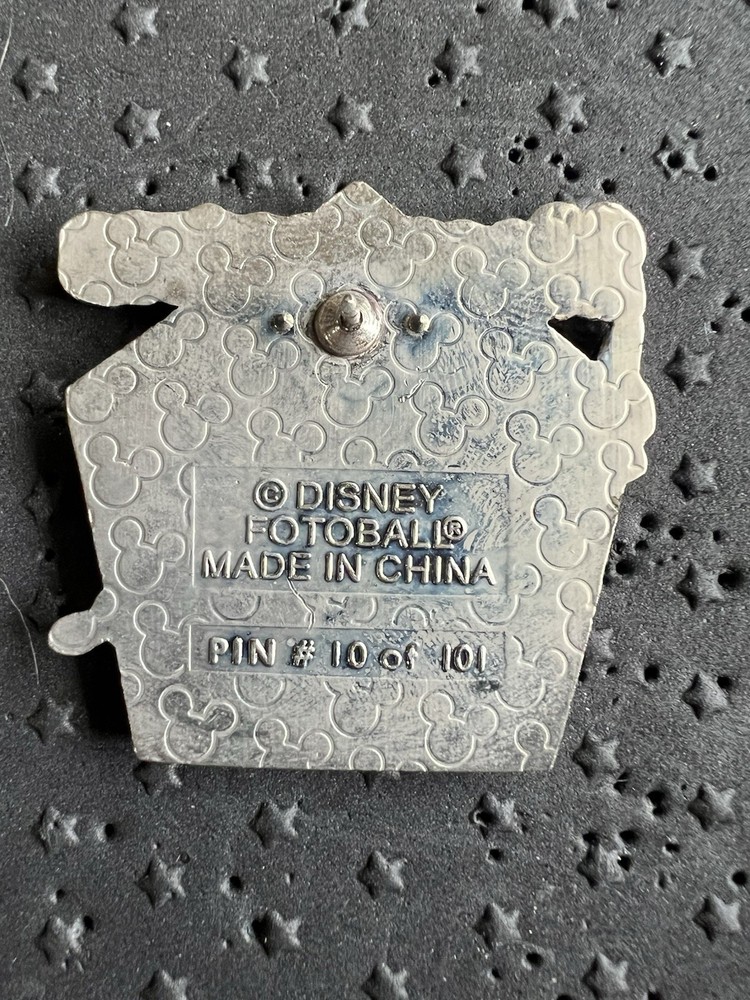 © DISNEY
FOTOBALL®
MADE IN CHINA
PIN # 10 of 101